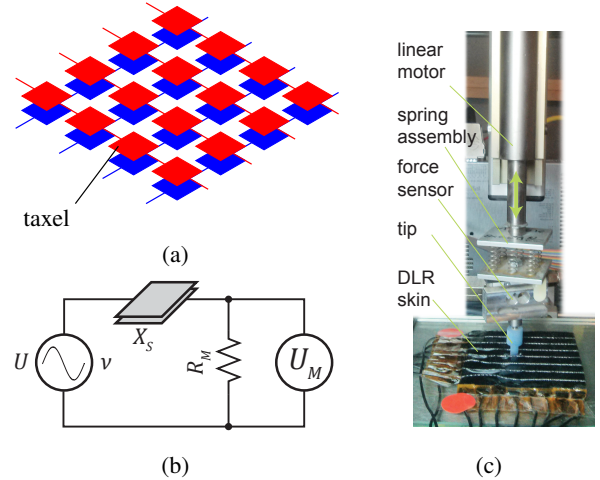 taxel
(a)
X_S
U
ν
R_M
U_M
(b)
linear
motor
spring
assembly
force
sensor
tip
DLR
skin
(c)